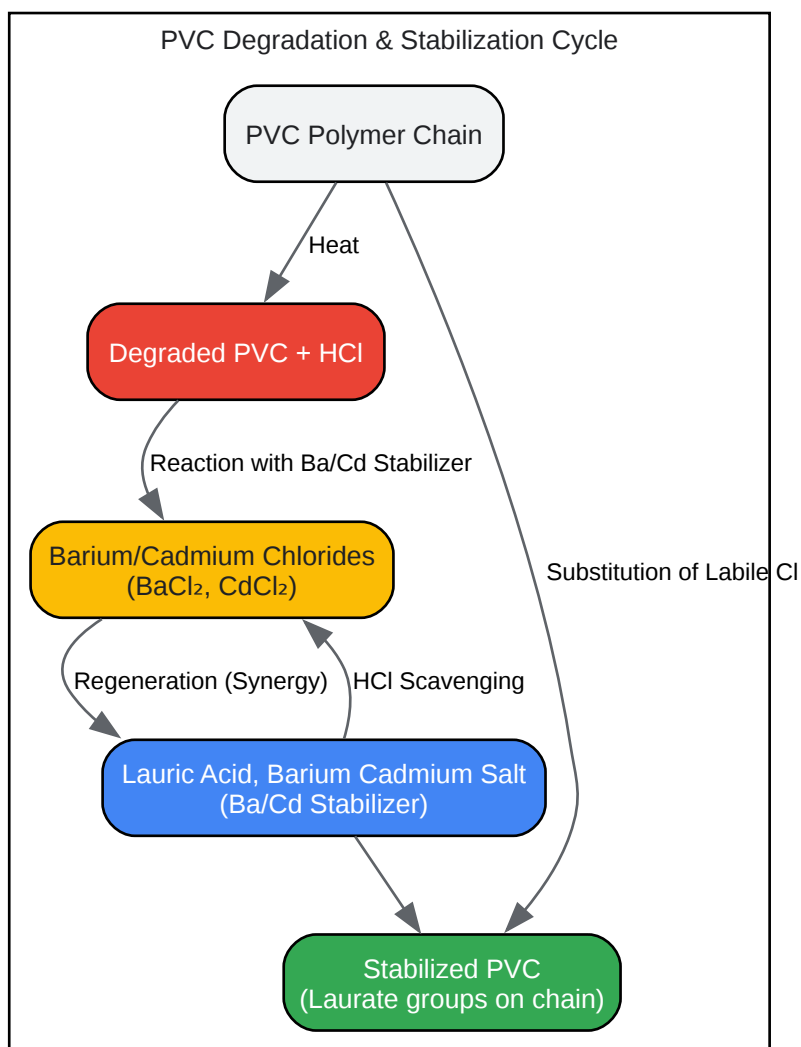 PVC Degradation & Stabilization Cycle
PVC Polymer Chain
Heat
Degraded PVC + HCl
Reaction with Ba/Cd Stabilizer
Barium/Cadmium Chlorides
(BaCl₂, CdCl₂)
Substitution of Labile Cl
Regeneration (Synergy)
HCl Scavenging
Lauric Acid, Barium Cadmium Salt
(Ba/Cd Stabilizer)
Stabilized PVC
(Laurate groups on chain)